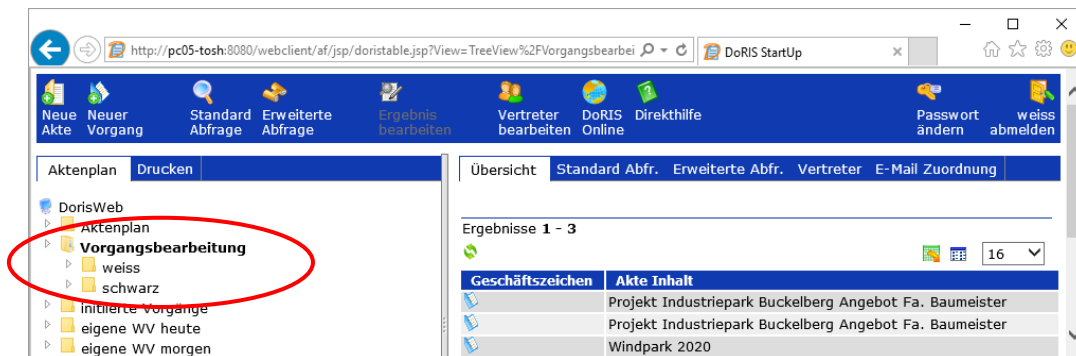 http://pc05-tosh:8080/webclient/af/jsp/doristable.jsp?View=TreeView%2FVorgangsbearbei
DoRIS StartUp
Neue Akte
Neuer Vorgang
Standard Abfrage
Erweiterte Abfrage
Ergebnis bearbeiten
Vertreter bearbeiten
DoRIS Online
Direkthilfe
Passwort ändern
weiss abmelden
Aktenplan Drucken
Übersicht Standard Abfr. Erweiterte Abfr. Vertreter E-Mail Zuordnung
DorisWeb
Aktenplan
Vorgangsbearbeitung
weiss
schwarz
initiierte Vorgänge
eigene WV heute
eigene WV morgen
Ergebnisse 1 - 3
16
Geschäftszeichen Akte Inhalt
Projekt Industriepark Buckelberg Angebot Fa. Baumeister
Projekt Industriepark Buckelberg Angebot Fa. Baumeister
Windpark 2020